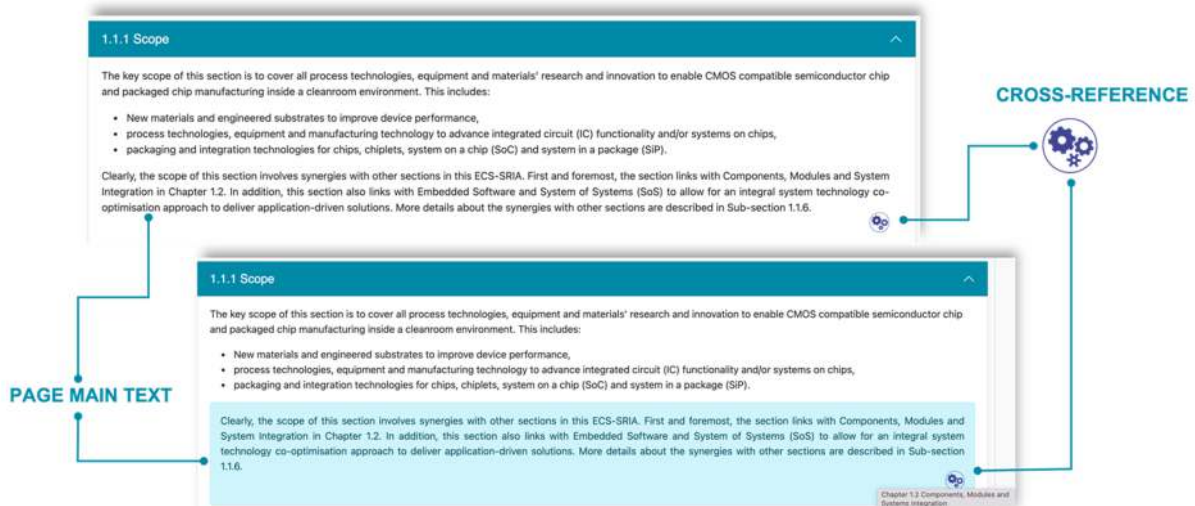 1.1.1 Scope
The key scope of this section is to cover all process technologies, equipment and materials' research and innovation to enable CMOS compatible semiconductor chip
and packaged chip manufacturing inside a cleanroom environment. This includes:
• New materials and engineered substrates to improve device performance,
• process technologies, equipment and manufacturing technology to advance integrated circuit (IC) functionality and/or systems on chips,
• packaging and integration technologies for chips, chiplets, system on a chip (SoC) and system in a package (SiP).
Clearly, the scope of this section involves synergies with other sections in this ECS-SRIA. First and foremost, the section links with Components, Modules and System
Integration in Chapter 1.2. In addition, this section also links with Embedded Software and System of Systems (SoS) to allow for an integral system technology co-
optimisation approach to deliver application-driven solutions. More details about the synergies with other sections are described in Sub-section 1.1.6.
CROSS-REFERENCE
1.1.1 Scope
The key scope of this section is to cover all process technologies, equipment and materials' research and innovation to enable CMOS compatible semiconductor chip
and packaged chip manufacturing inside a cleanroom environment. This includes:
• New materials and engineered substrates to improve device performance,
• process technologies, equipment and manufacturing technology to advance integrated circuit (IC) functionality and/or systems on chips,
• packaging and integration technologies for chips, chiplets, system on a chip (SoC) and system in a package (SiP).
PAGE MAIN TEXT
Clearly, the scope of this section involves synergies with other sections in this ECS-SRIA. First and foremost, the section links with Components, Modules and
System Integration in Chapter 1.2. In addition, this section also links with Embedded Software and System of Systems (SoS) to allow for an integral system
technology co-optimisation approach to deliver application-driven solutions. More details about the synergies with other sections are described in Sub-section
1.1.6.
Chapter 1.2 Components, Modules and
Systems Integration